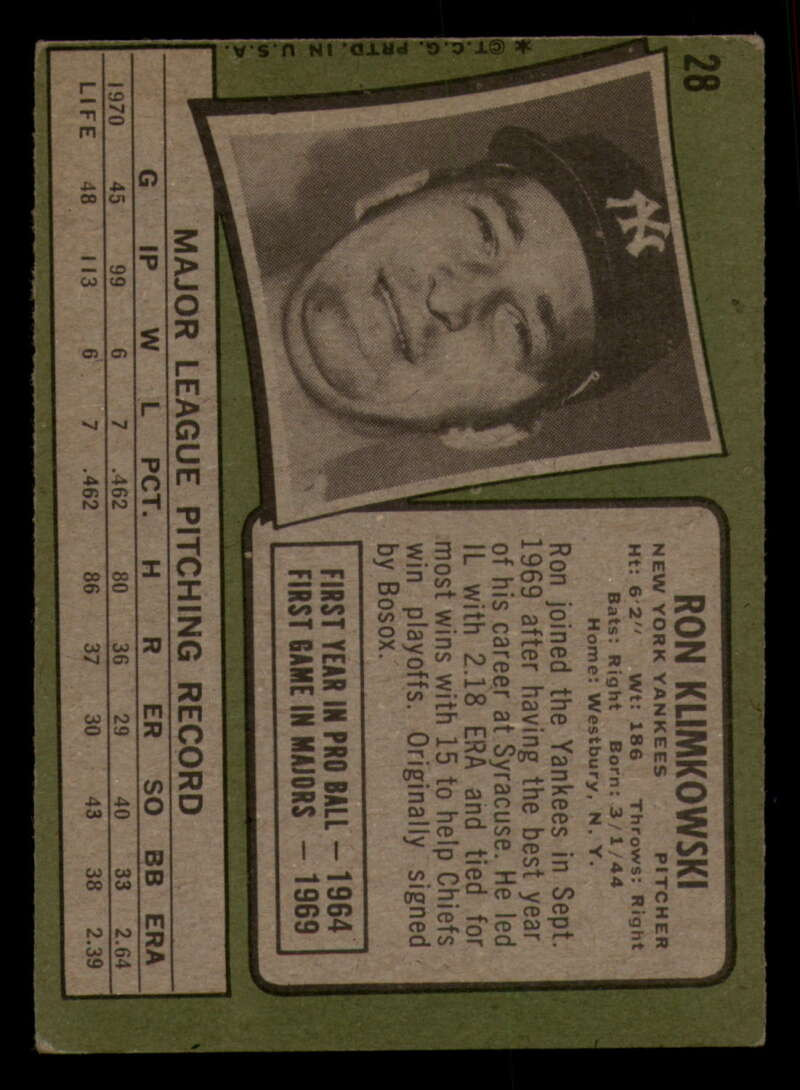 28
RON KLIMKOWSKI
NEW YORK YANKEES PITCHER
Ht: 6'2" Wt: 186 Throws: Right
Bats: Right Born: 3/1/44
Home: Westbury, N.Y.
Ron joined the Yankees in Sept.
1969 after having the best year
of his career at Syracuse. He led
IL with 2.18 ERA and tied for
most wins with 15 to help Chiefs
win playoffs. Originally signed
by Bosox.
FIRST YEAR IN PRO BALL — 1964
FIRST GAME IN MAJORS — 1969
NY
MAJOR LEAGUE PITCHING RECORD
G IP W L PCT. H R ER SO BB ERA
1970 45 99 6 7 .462 80 36 29 40 33 2.64
LIFE 48 113 6 7 .462 86 37 30 43 38 2.39
* © T.C.G. PRTD. IN U.S.A.